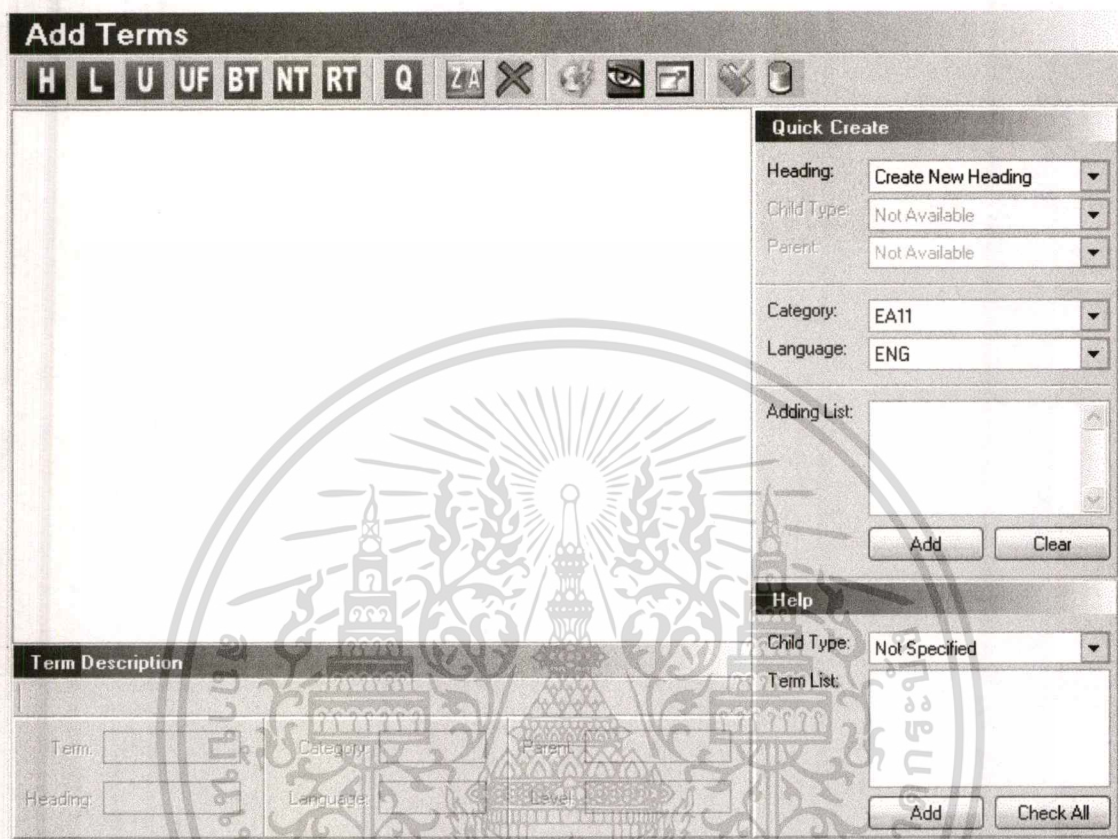 Add Terms
H L U UF BT NT RT Q Z A
Quick Create
Heading: Create New Heading
Child Type: Not Available
Parent: Not Available
Category: EA11
Language: ENG
Adding List:
Add Clear
Help
Child Type: Not Specified
Term List:
Add Check All
Term Description
Term: Category: Parent:
Heading: Language: Level: